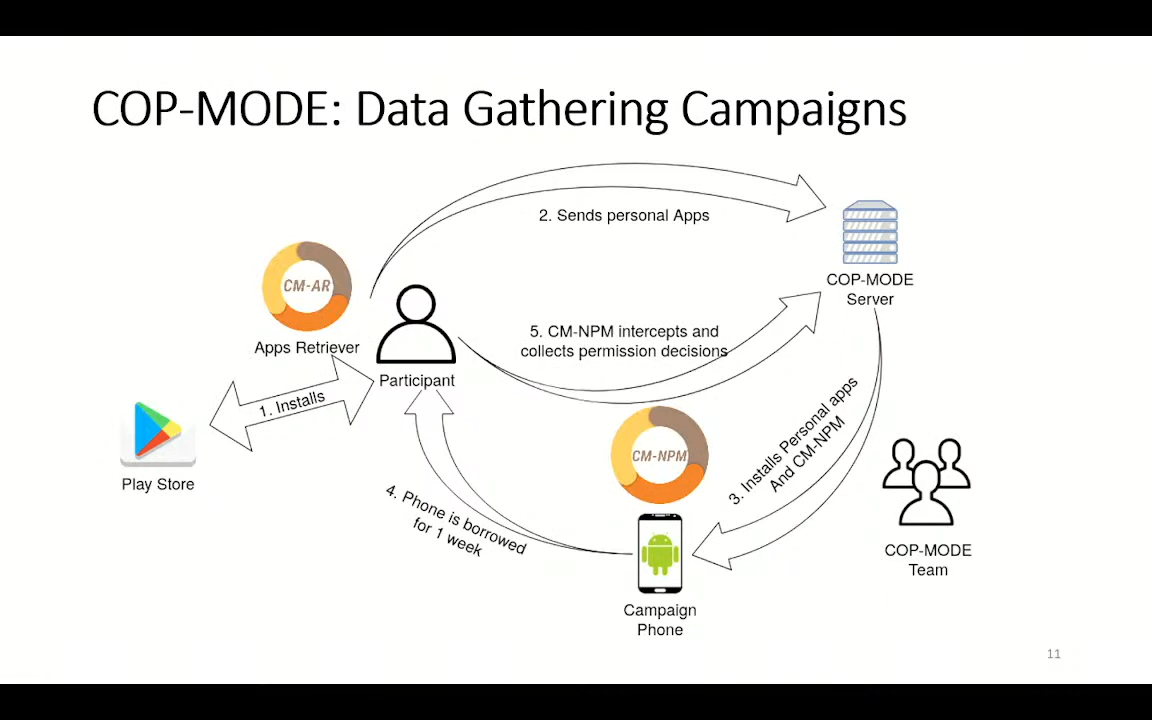 COP-MODE: Data Gathering Campaigns
2. Sends personal Apps
CM-AR
COP-MODE
Server
Apps Retriever
5. CM-NPM intercepts and
collects permission decisions
Participant
1. Installs
Play Store
CM-NPM
3. Installs Personal apps
And CM-NPM
4. Phone is borrowed
for 1 week
COP-MODE
Team
Campaign
Phone
11